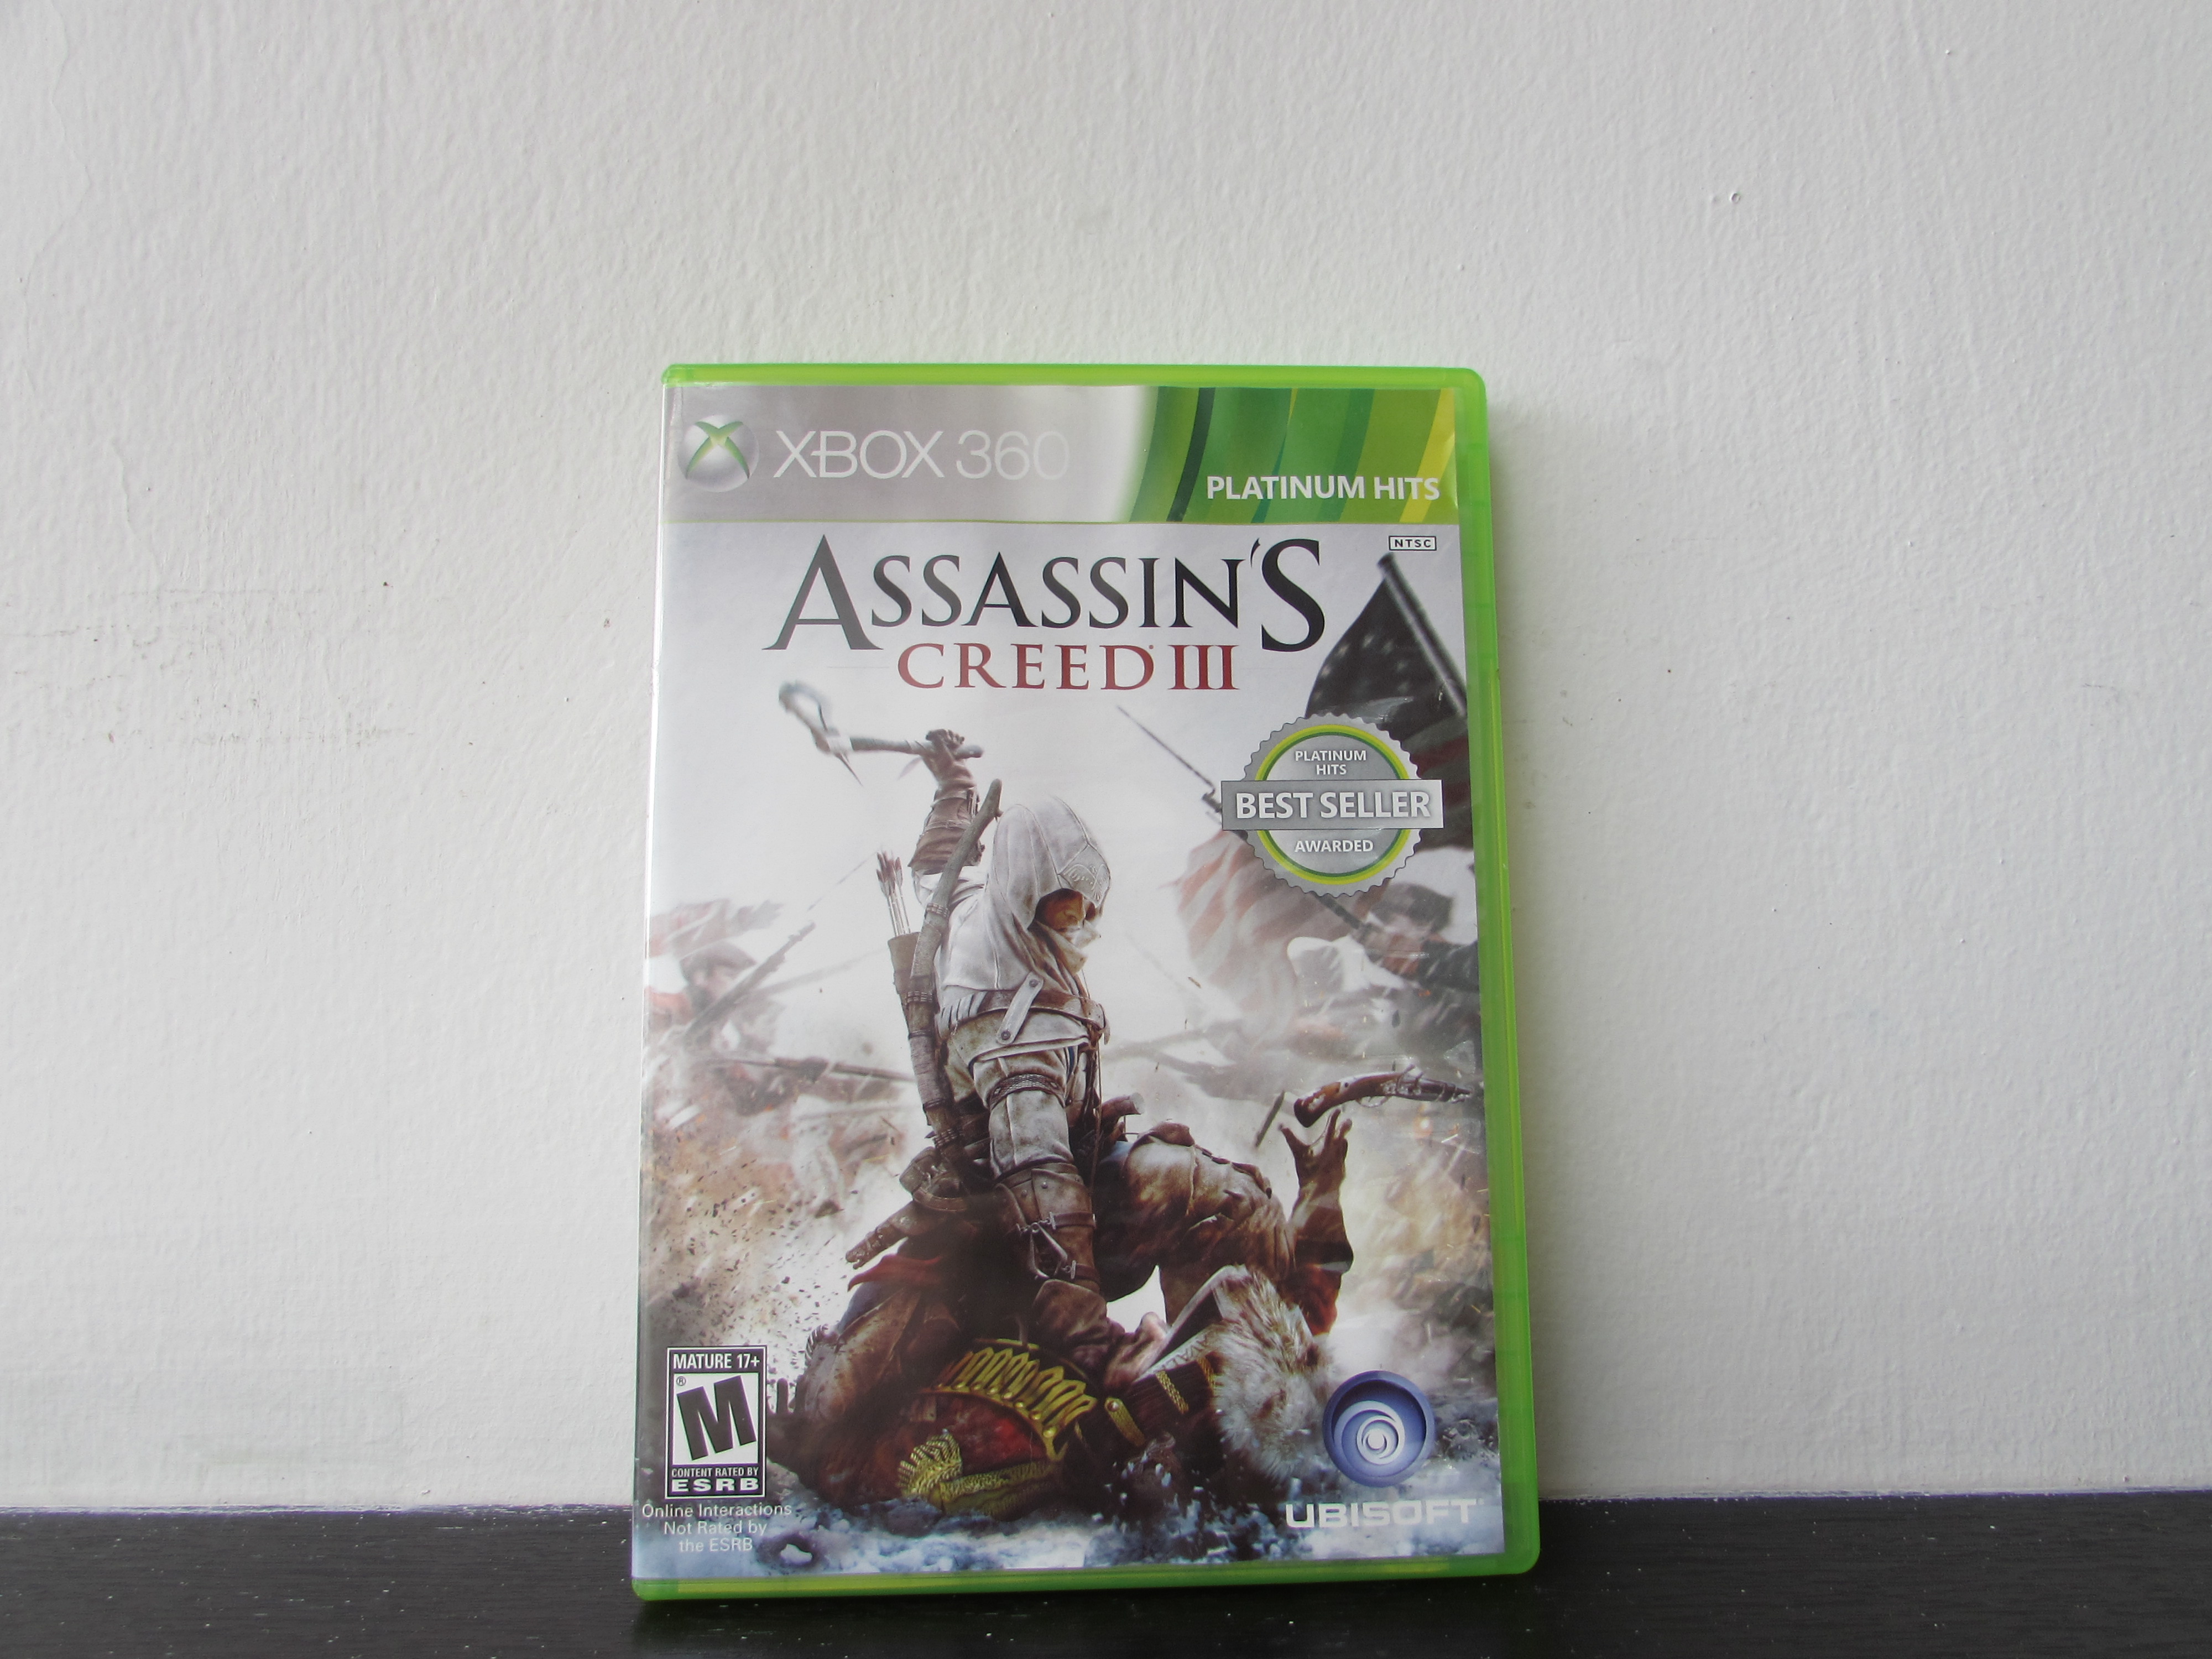 XBOX 360
PLATINUM HITS
NTSC
ASSASSIN'S
CREED® III
PLATINUM
HITS
BEST SELLER
AWARDED
MATURE 17+
M®
CONTENT RATED BY
ESRB
Online Interactions
Not Rated by
the ESRB
UBISOFT